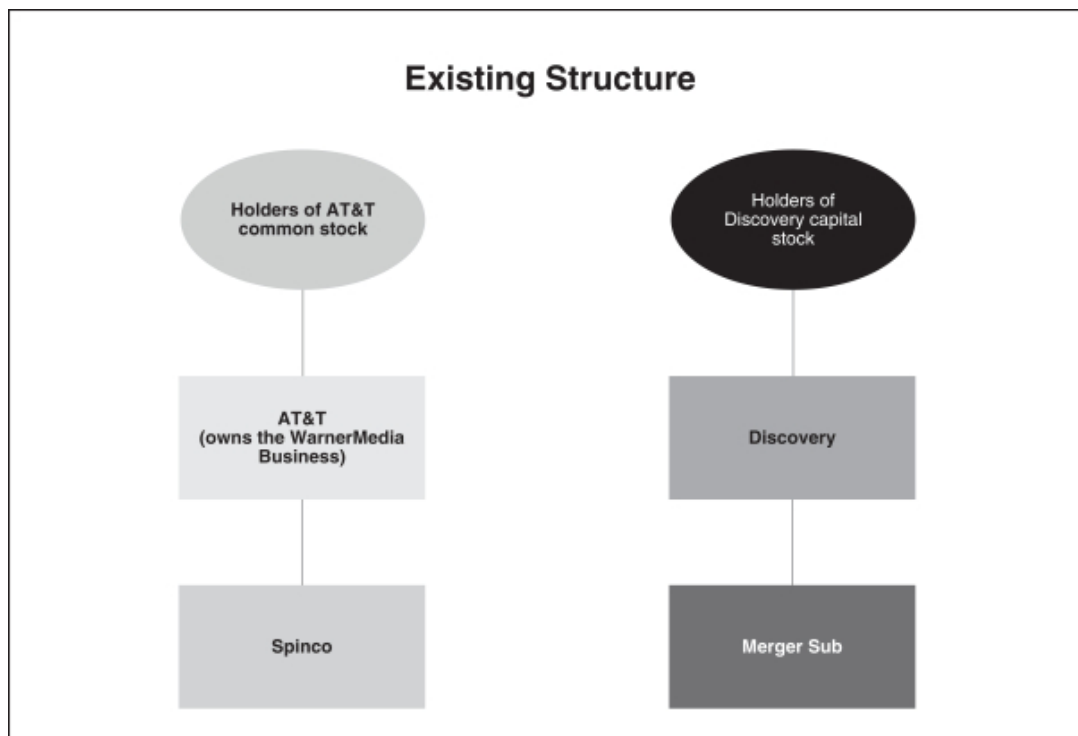 Existing Structure
Holders of AT&T
common stock
Holders of
Discovery capital
stock
AT&T
(owns the WarnerMedia
Business)
Discovery
Spinco
Merger Sub